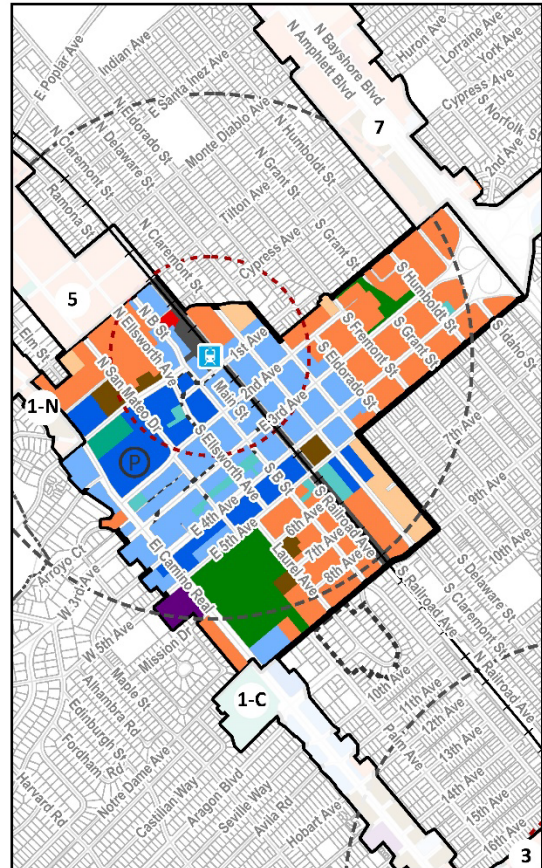 E Poplar Ave
Indian Ave
N Eldorado St
N Delaware St
N Claremont St
Ramona St
E Santa Inez Ave
Monte Diablo Ave
N Humboldt St
N Grant St
Tilton Ave
N Claremont St
Cypress Ave
N Bayshore Blvd
N Amphlett Blvd
Huron Ave
Lorraine Ave
York Ave
Cypress Ave
S Norfolk St
2nd Ave
7
5
Elm St
1-N
N B St
N Ellsworth Ave
N San Mateo Dr
1st Ave
2nd Ave
Main St
E 3rd Ave
S Grant St
S Humboldt St
S Fremont St
S Grant St
S Eldorado St
S Idaho St
P
S Ellsworth Ave
S B St
E 4th Ave
E 5th Ave
El Camino Real
6th Ave
7th Ave
8th Ave
Laurel Ave
S Railroad Ave
7th Ave
9th Ave
10th Ave
S Delaware St
S Claremont St
S Railroad Ave
N Railroad Ave
Arroyo Ct
W 3rd Ave
W 5th Ave
Mission Dr
Maple St
Alhambra Rd
Edinburgh St
Fordham Rd
Harvard Rd
Notre Dame Ave
Castilian Way
Aragon Blvd
Seville Way
Avila Rd
Hobart Ave
1-C
10th Ave
11th Ave
12th Ave
13th Ave
14th Ave
15th Ave
16th Ave
Palm Ave
3